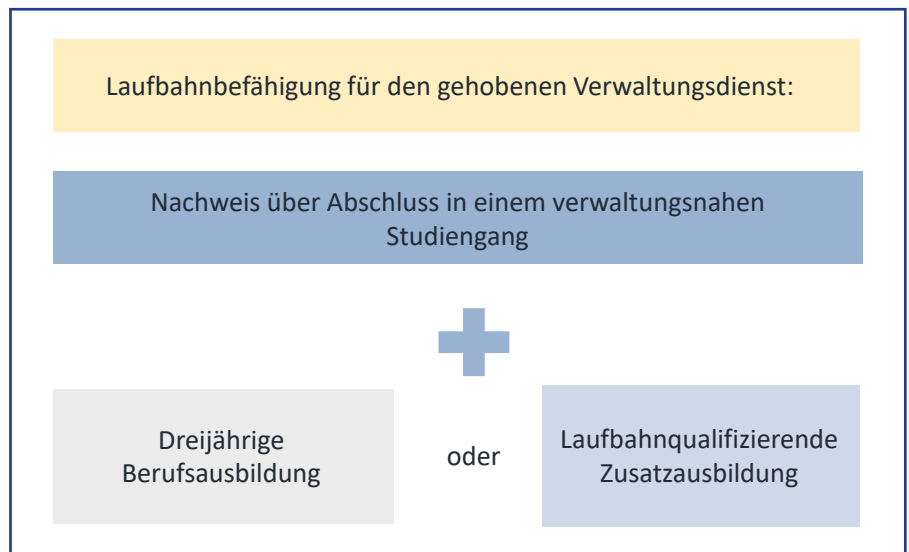 Laufbahnbefähigung für den gehobenen Verwaltungsdienst:
Nachweis über Abschluss in einem verwaltungsnahen
Studiengang
Dreijährige
Berufsausbildung
oder
Laufbahnqualifizierende
Zusatzausbildung